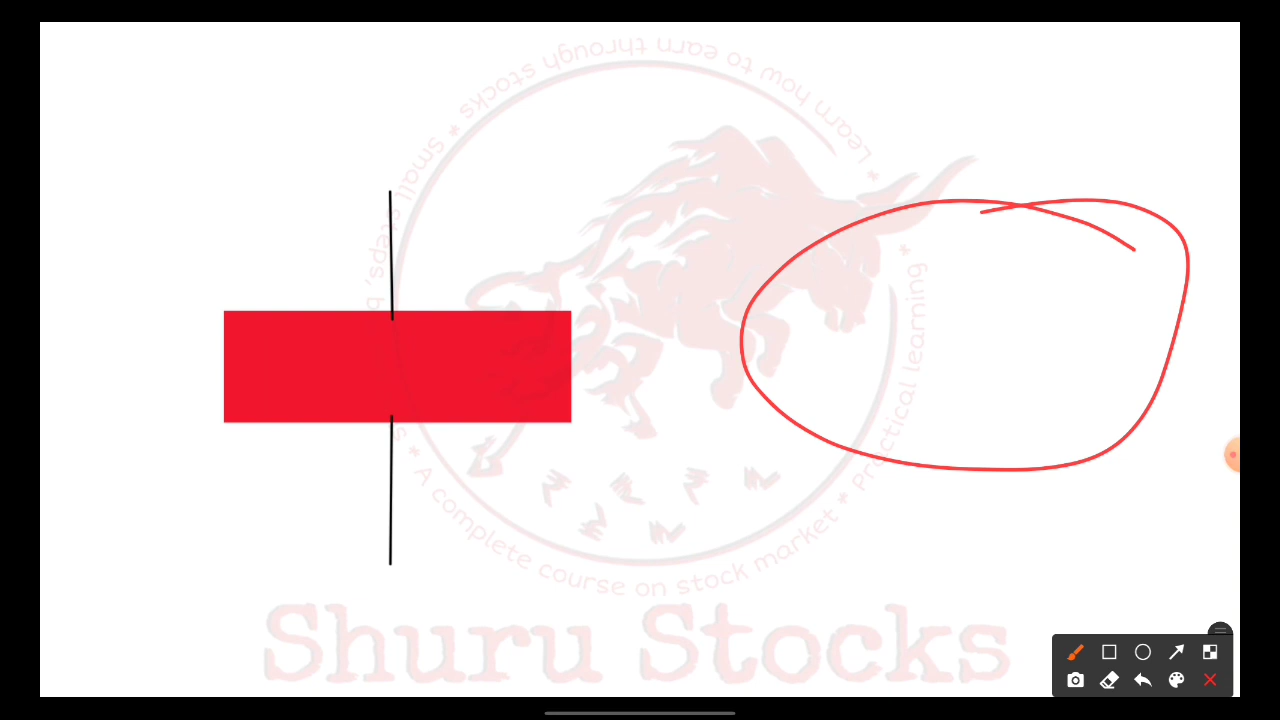 Learn how to earn through stocks * Small steps, b
s * A complete course on stock market * Practical learning *
Shuru Stocks